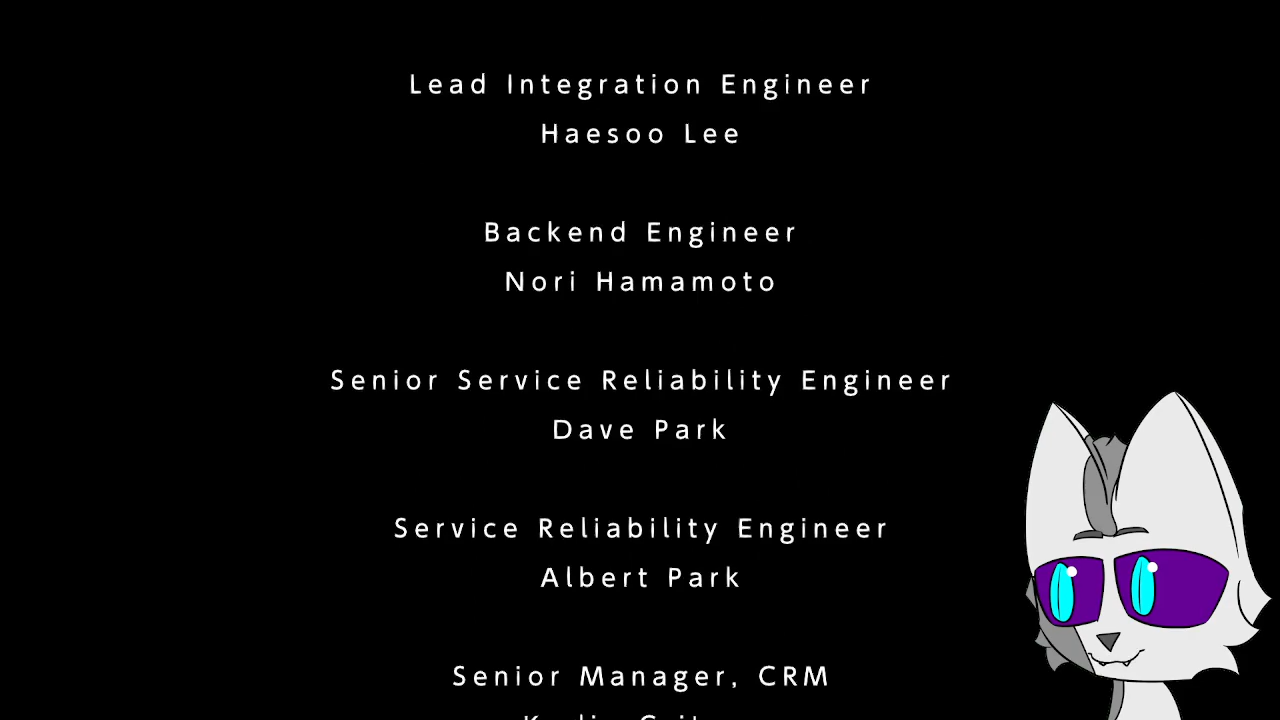 Lead Integration Engineer
Haesoo Lee
Backend Engineer
Nori Hamamoto
Senior Service Reliability Engineer
Dave Park
Service Reliability Engineer
Albert Park
Senior Manager, CRM